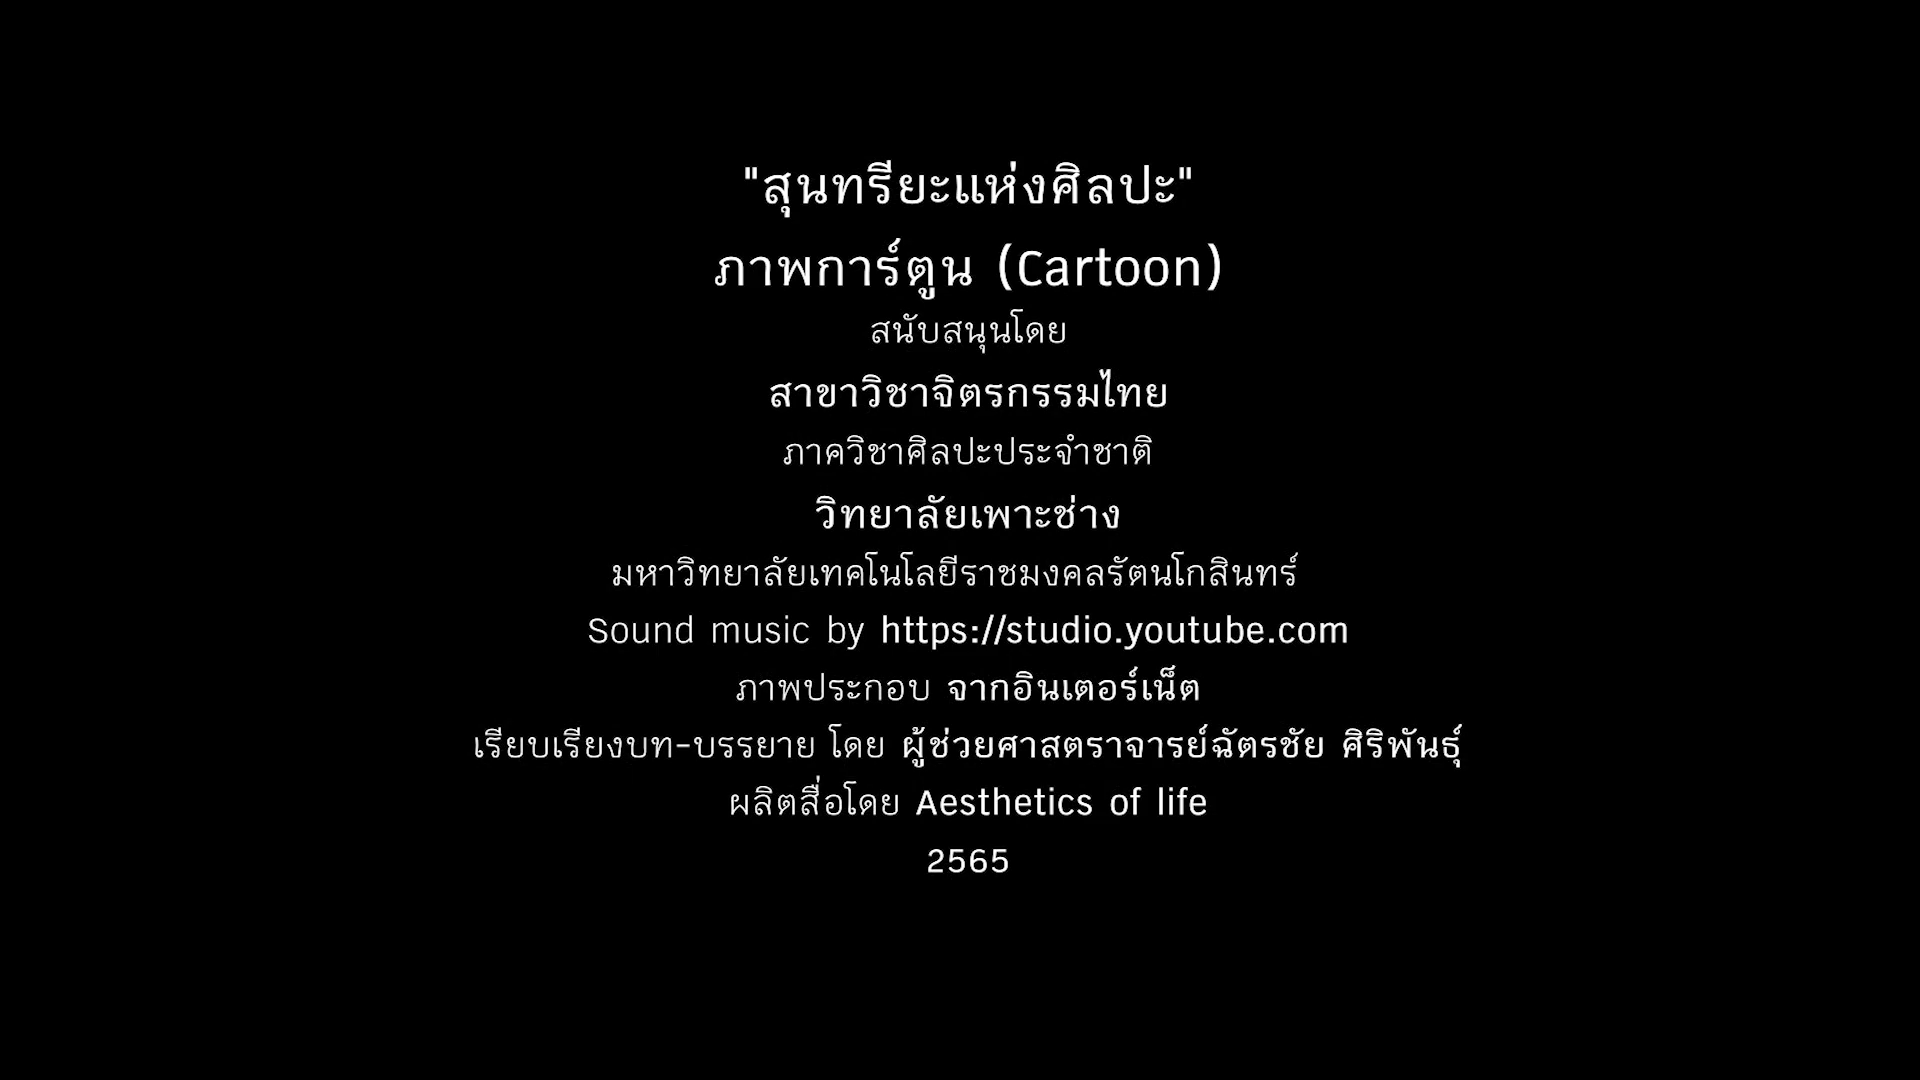 "สุนทรียะแห่งศิลปะ"
ภาพการ์ตูน (Cartoon)
สนับสนุนโดย
สาขาวิชาจิตรกรรมไทย
ภาควิชาศิลปะประจำชาติ
วิทยาลัยเพาะช่าง
มหาวิทยาลัยเทคโนโลยีราชมงคลรัตนโกสินทร์
Sound music by https://studio.youtube.com
ภาพประกอบ จากอินเตอร์เน็ต
เรียบเรียงบท-บรรยาย โดย ผู้ช่วยศาสตราจารย์ฉัตรชัย ศิริพันธุ์
ผลิตสื่อโดย Aesthetics of life
2565